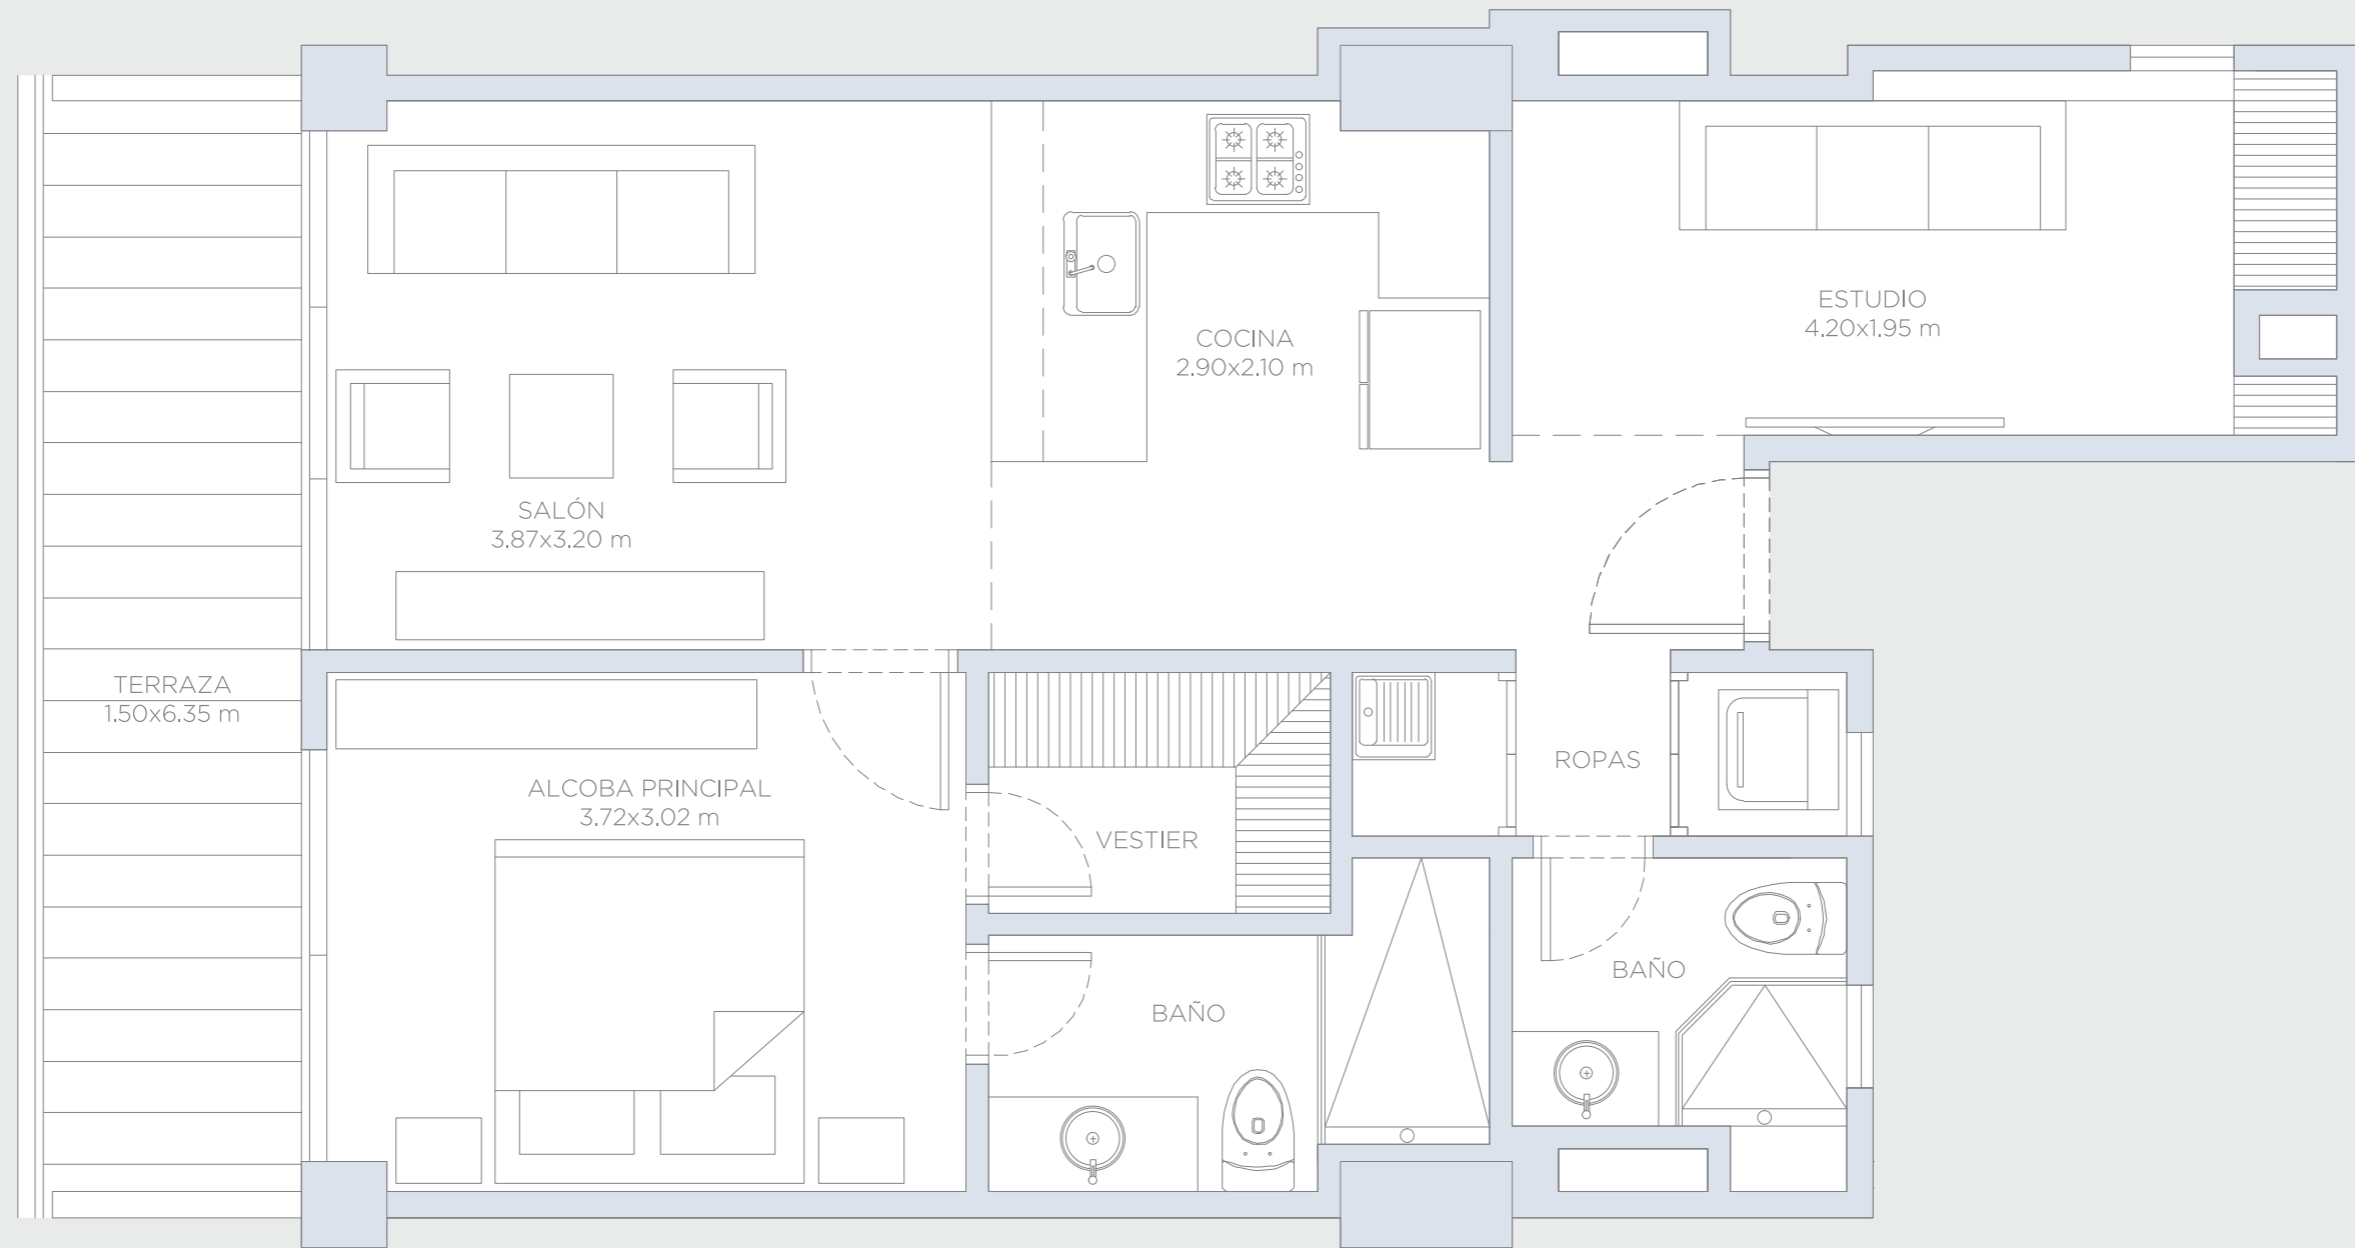 ESTUDIO
4.20x1.95 m
COCINA
2.90x2.10 m
SALÓN
3.87x3.20 m
TERRAZA
1.50x6.35 m
ROPAS
ALCOBA PRINCIPAL
3.72x3.02 m
VESTIER
BAÑO
BAÑO